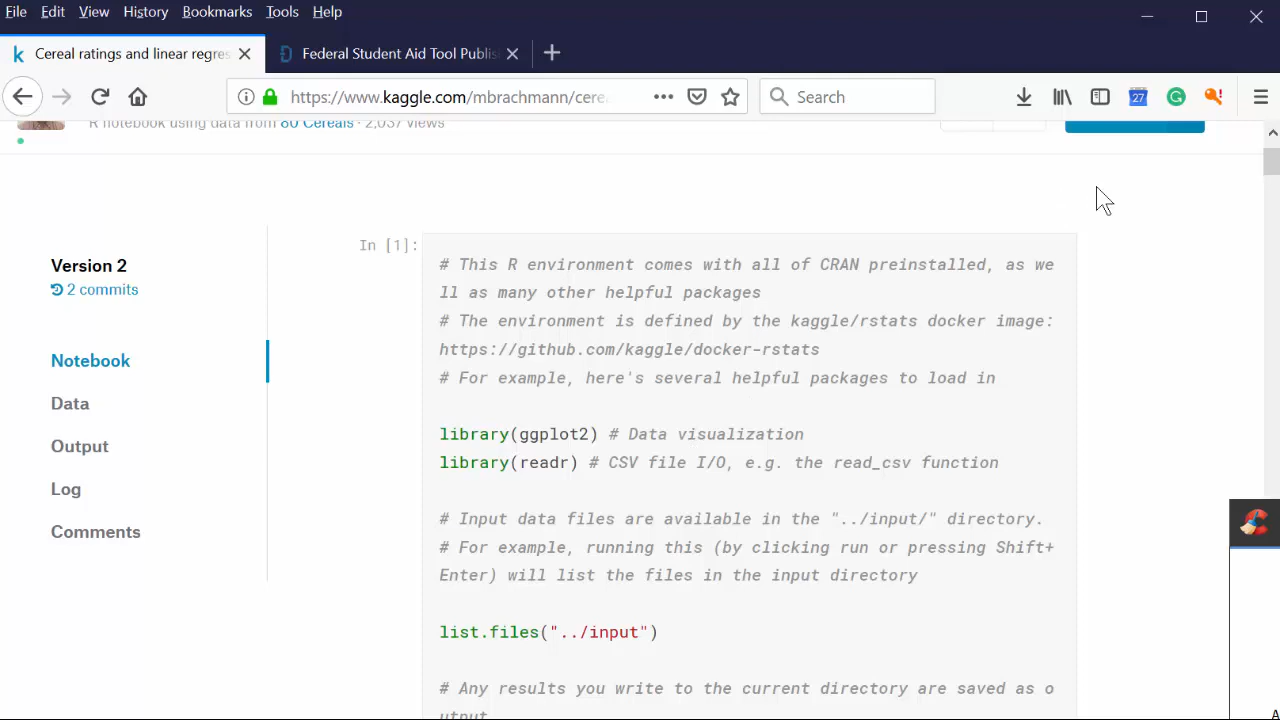 File Edit View History Bookmarks Tools Help
Cereal ratings and linear regres
Federal Student Aid Tool Publis
https://www.kaggle.com/mbrachmann/cere
Search
27
R notebook using data from 80 Cereals · 2,037 views
Version 2
2 commits
Notebook
Data
Output
Log
Comments
In [1]:
# This R environment comes with all of CRAN preinstalled, as we
ll as many other helpful packages
# The environment is defined by the kaggle/rstats docker image:
https://github.com/kaggle/docker-rstats
# For example, here's several helpful packages to load in
library(ggplot2) # Data visualization
library(readr) # CSV file I/O, e.g. the read_csv function
# Input data files are available in the "../input/" directory.
# For example, running this (by clicking run or pressing Shift+
Enter) will list the files in the input directory
list.files("../input")
# Any results you write to the current directory are saved as o
utput
A